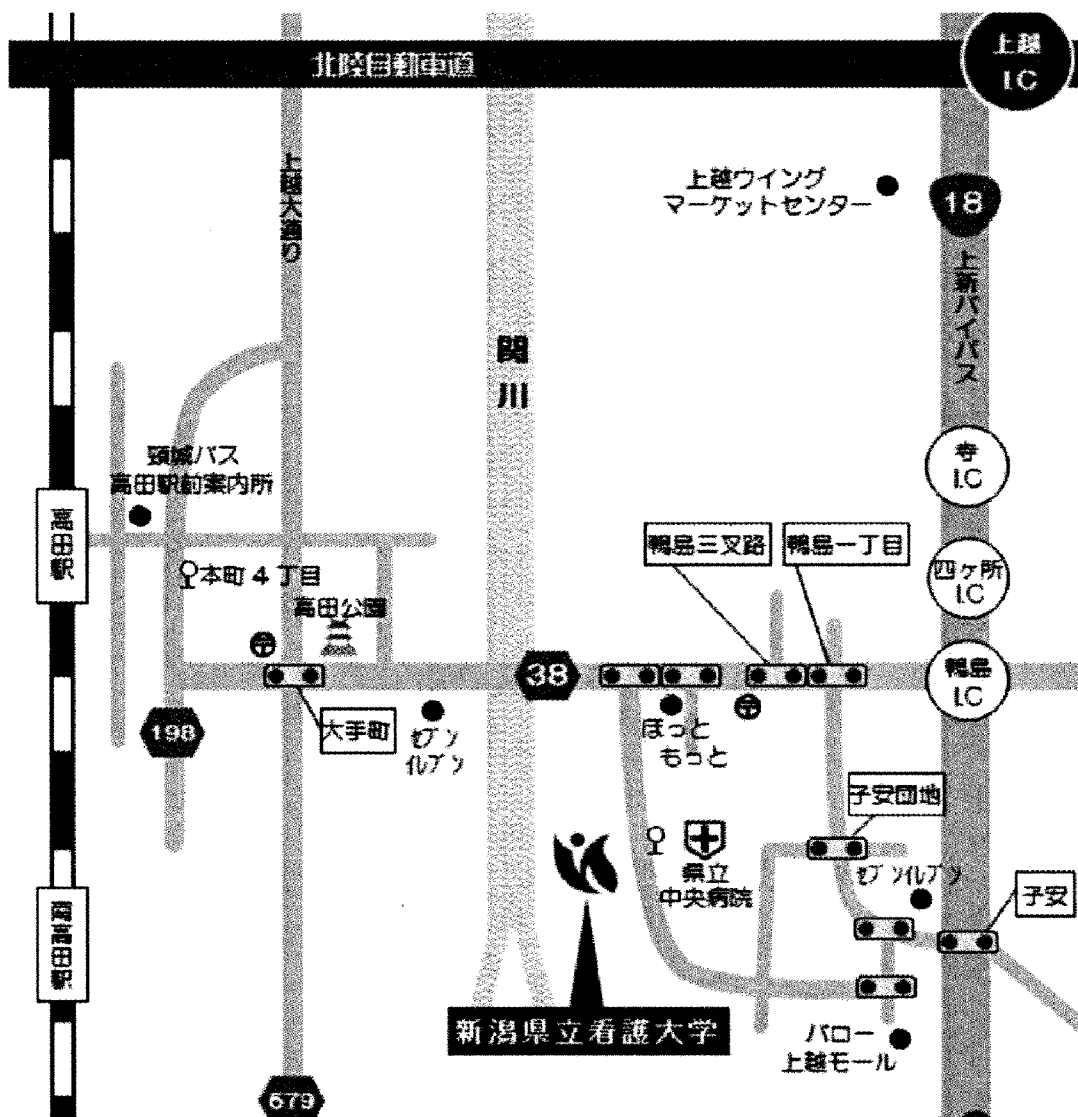 北陸自動車道
上越
I.C
上越大通り
上越ウイング
マーケットセンター
18
上新バイパス
関川
寺
I.C
頸城バス
高田駅前案内所
高田駅
鴨島三叉路
鴨島一丁目
四ヶ所
I.C
本町4丁目
高田公園
38
鴨島
I.C
198
大手町
セブン
イレブン
ほっと
もっと
子安団地
県立
中央病院
セブンイレブン
子安
南高田駅
新潟県立看護大学
バロー
上越モール
579